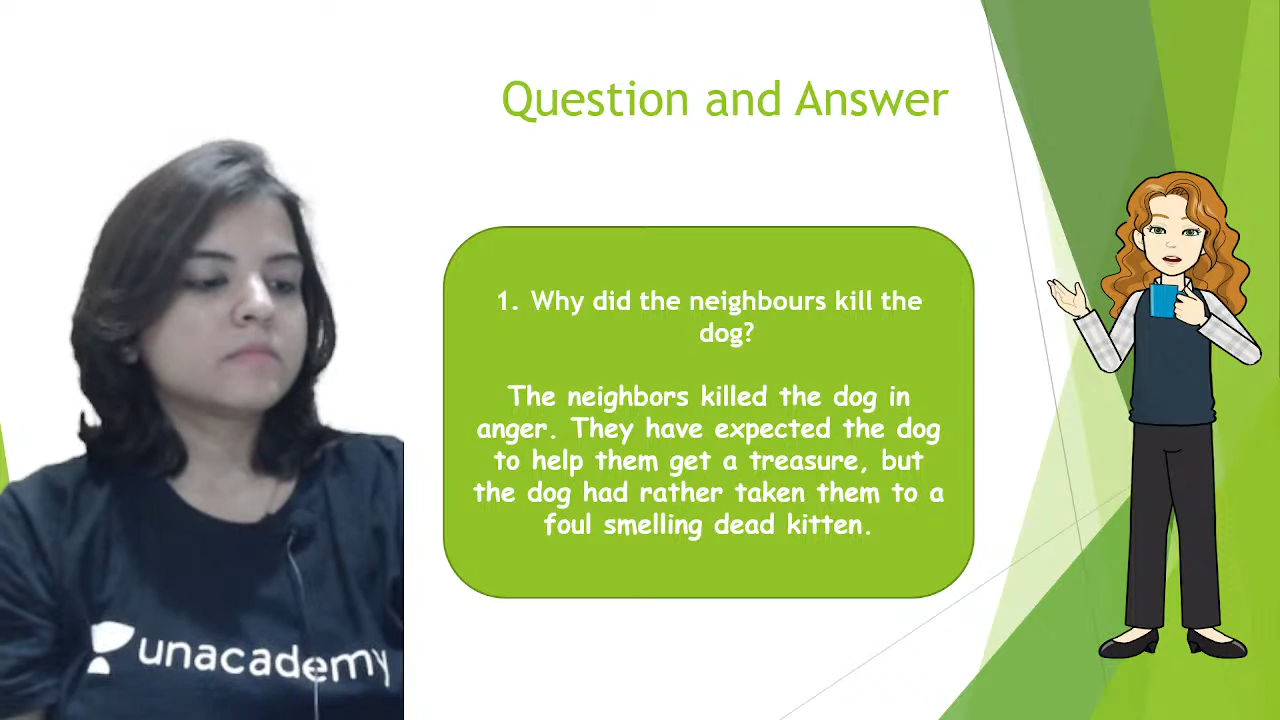 Question and Answer
1. Why did the neighbours kill the
dog?
The neighbors killed the dog in
anger. They have expected the dog
to help them get a treasure, but
the dog had rather taken them to a
foul smelling dead kitten.
unacademy